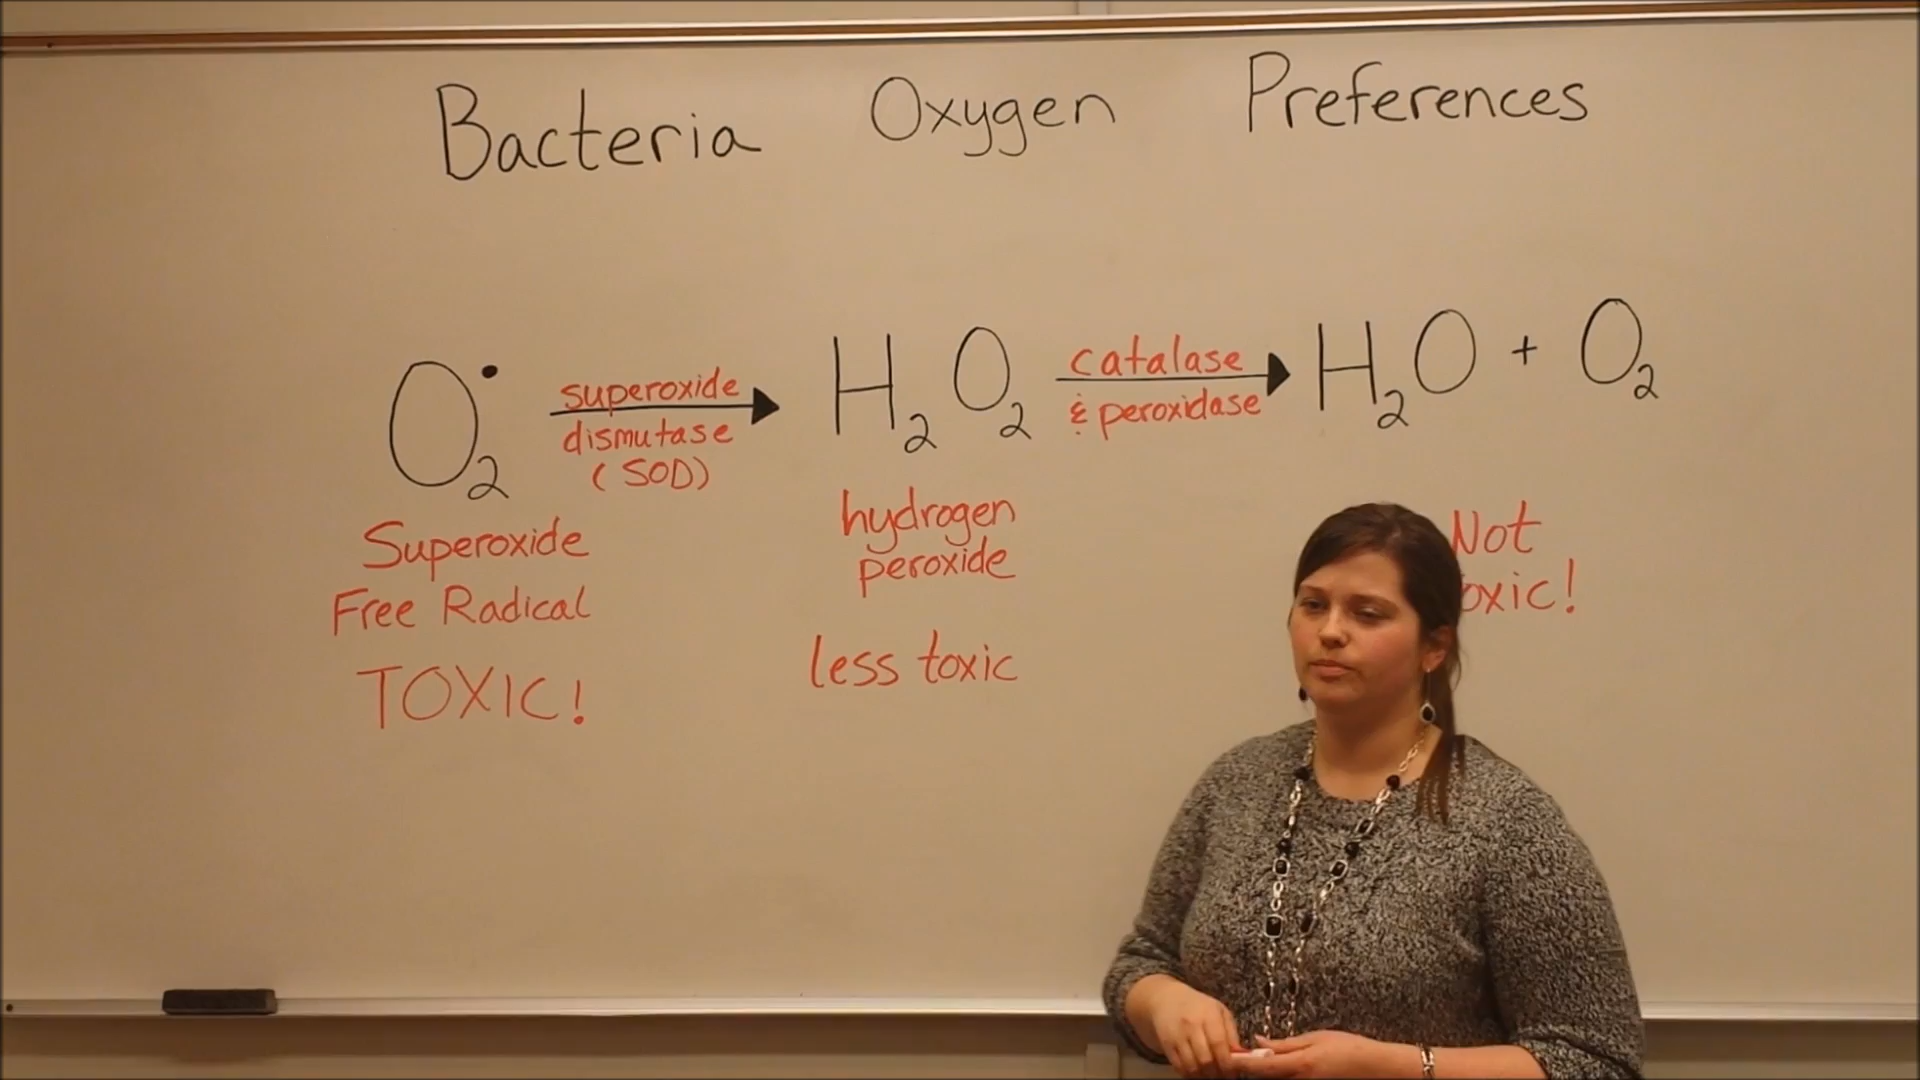 Bacteria Oxygen Preferences
O2• superoxide dismutase (SOD) H2O2 catalase & peroxidase H2O + O2
Superoxide
Free Radical
TOXIC!
hydrogen
peroxide
less toxic
Not
oxic!